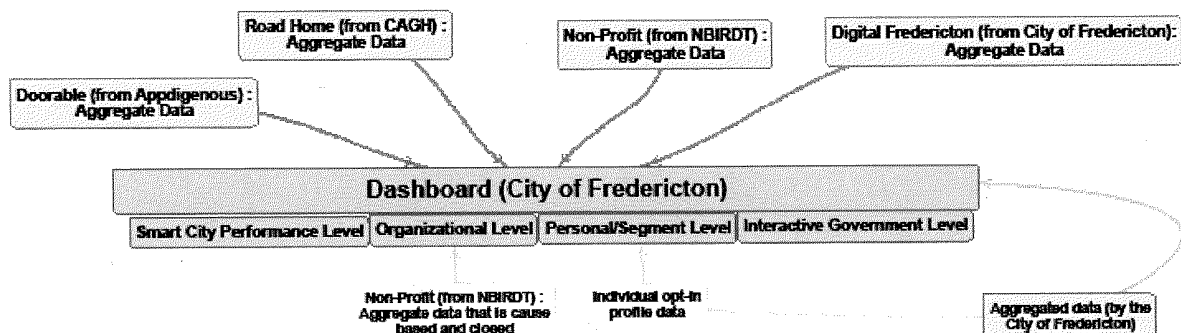 Road Home (from CAGH) :
Aggregate Data
Non-Profit (from NBIRDT) :
Aggregate Data
Digital Fredericton (from City of Fredericton):
Aggregate Data
Doorable (from Appdigenous) :
Aggregate Data
Dashboard (City of Fredericton)
Smart City Performance Level
Organizational Level
Personal/Segment Level
Interactive Government Level
Non-Profit (from NBIRDT) :
Aggregate data that is cause
based and closed
Individual opt-in
profile data
Aggregated data (by the
City of Fredericton)